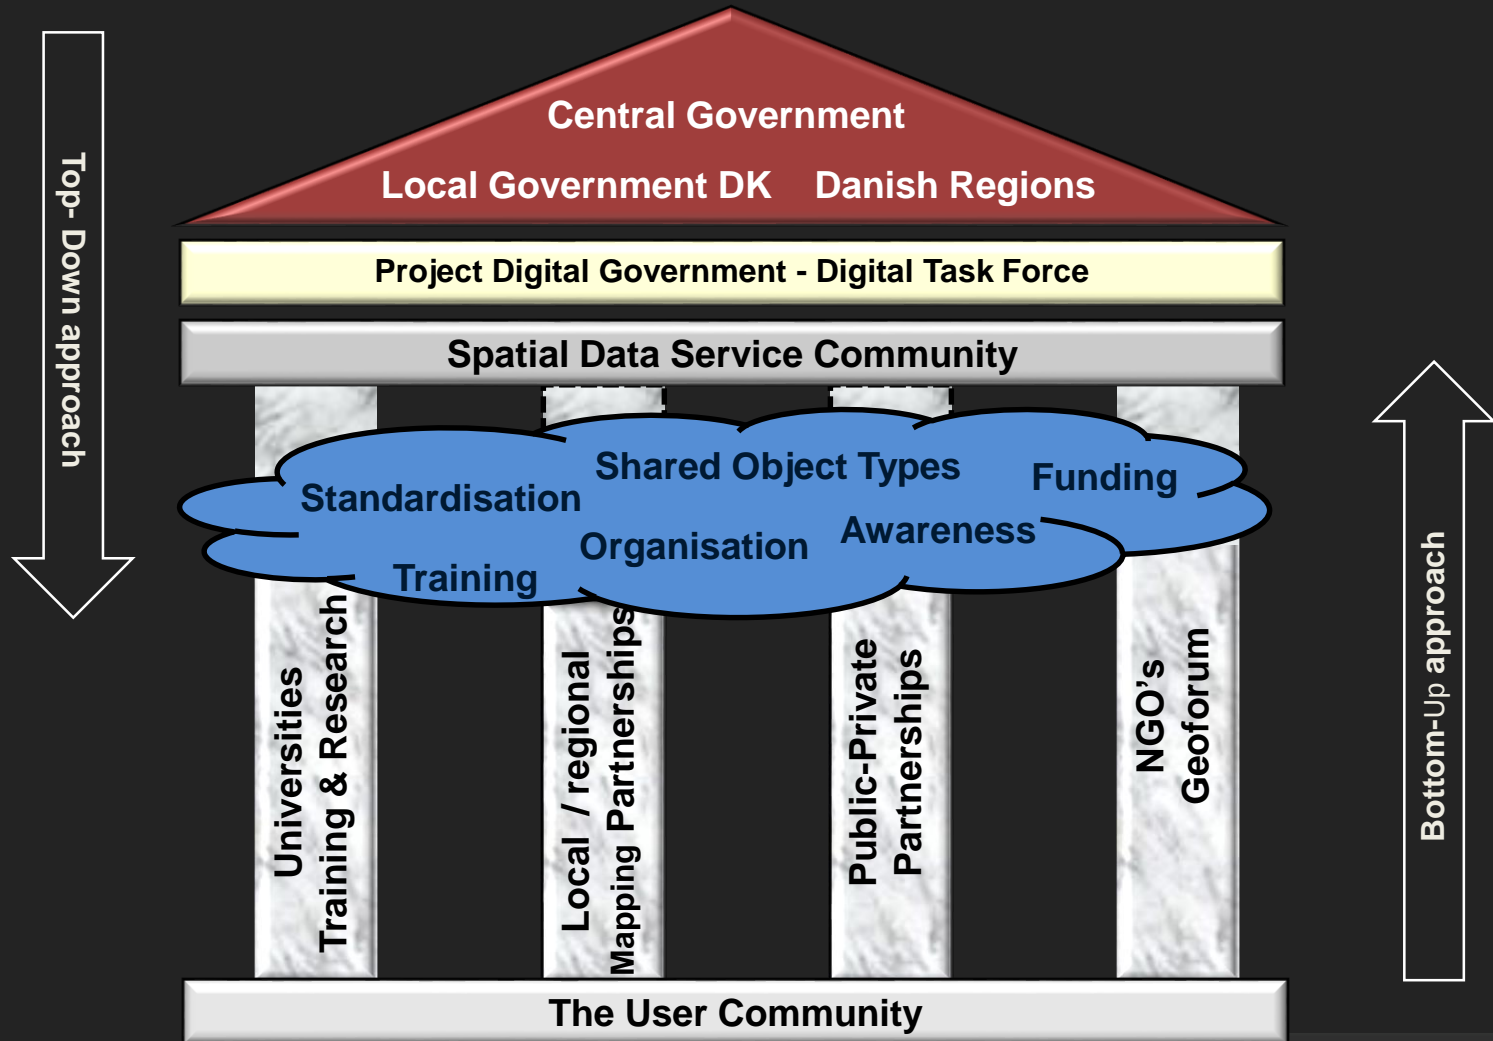 Central Government
Local Government DK Danish Regions
Project Digital Government - Digital Task Force
Spatial Data Service Community
Top- Down approach
Shared Object Types
Funding
Standardisation
Awareness
Organisation
Training
Universities
Training & Research
Local / regional
Mapping Partnerships
Public-Private
Partnerships
NGO's
Geoforum
Bottom-Up approach
The User Community